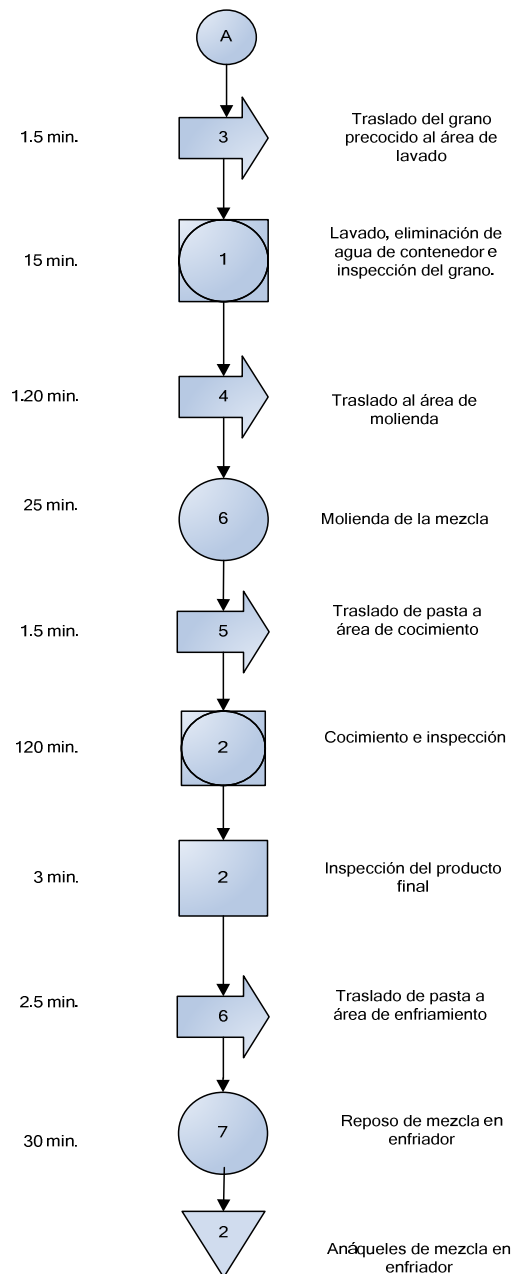 A
1.5 min.
3
Traslado del grano
precocido al área de
lavado
15 min.
1
Lavado, eliminación de
agua de contenedor e
inspección del grano.
1.20 min.
4
Traslado al área de
molienda
25 min.
6
Molienda de la mezcla
1.5 min.
5
Traslado de pasta a
área de cocimiento
120 min.
2
Cocimiento e inspección
3 min.
2
Inspección del producto
final
2.5 min.
6
Traslado de pasta a
área de enfriamiento
30 min.
7
Reposo de mezcla en
enfriador
2
Anáqueles de mezcla en
enfriador